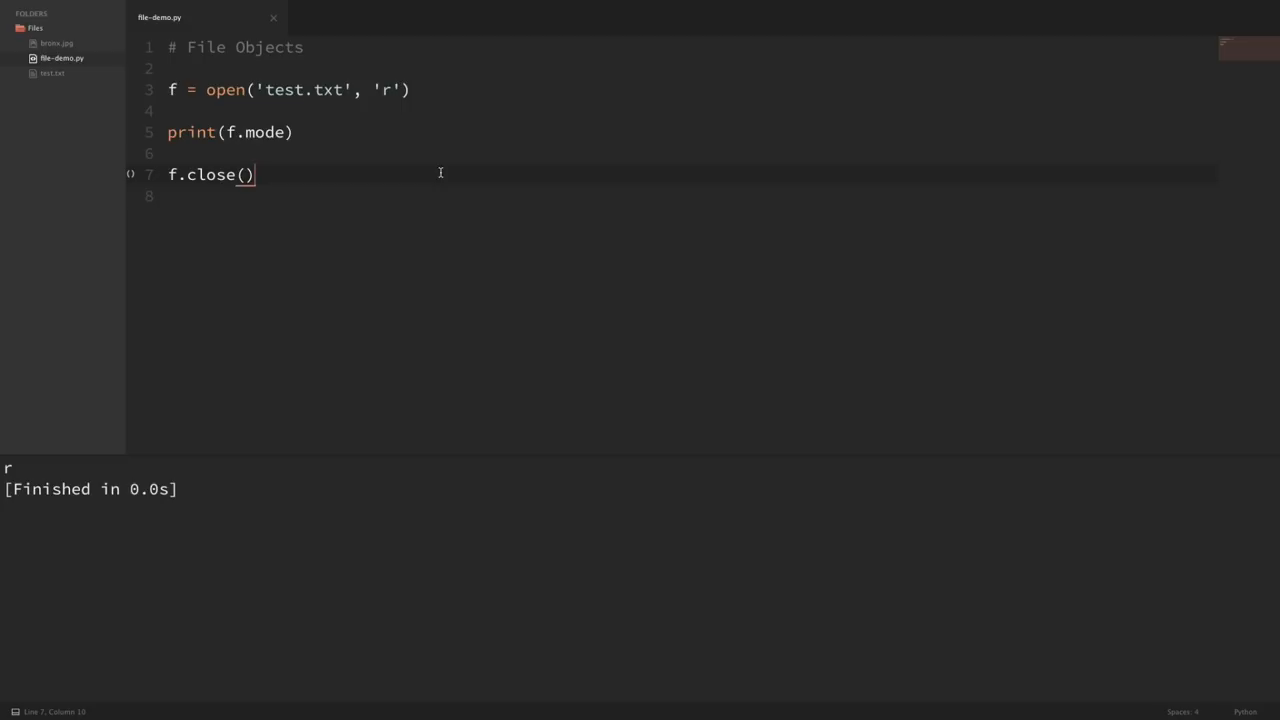 FOLDERS
Files
bronx.jpg
file-demo.py
test.txt
file-demo.py
1 # File Objects
2
3 f = open('test.txt', 'r')
4
5 print(f.mode)
6
7 f.close()
8
r
[Finished in 0.0s]
Line 7, Column 10
Spaces: 4
Python